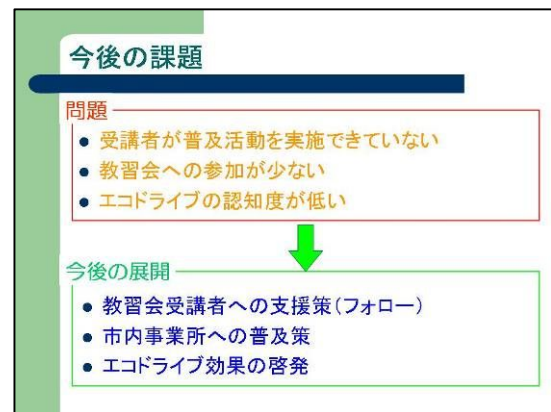 今後の課題
問題
● 受講者が普及活動を実施できていない
● 教習会への参加が少ない
● エコドライブの認知度が低い
今後の展開
● 教習会受講者への支援策(フォロー)
● 市内事業所への普及策
● エコドライブ効果の啓発